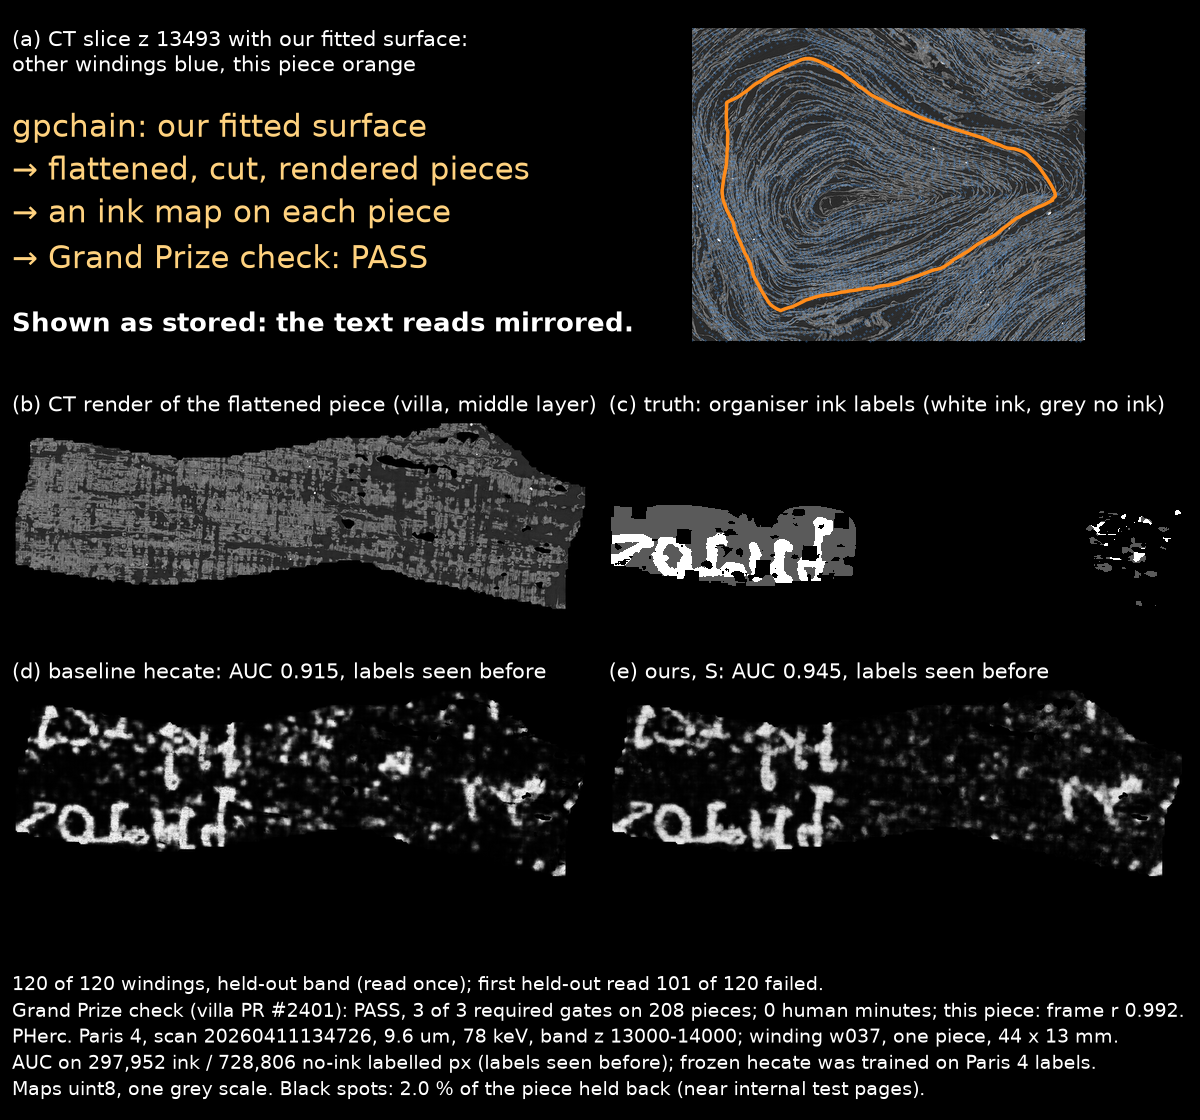 (a) CT slice z 13493 with our fitted surface:
other windings blue, this piece orange
gpchain: our fitted surface
→ flattened, cut, rendered pieces
→ an ink map on each piece
→ Grand Prize check: PASS
Shown as stored: the text reads mirrored.
(b) CT render of the flattened piece (villa, middle layer)
(c) truth: organiser ink labels (white ink, grey no ink)
(d) baseline hecate: AUC 0.915, labels seen before
(e) ours, S: AUC 0.945, labels seen before
120 of 120 windings, held-out band (read once); first held-out read 101 of 120 failed.
Grand Prize check (villa PR #2401): PASS, 3 of 3 required gates on 208 pieces; 0 human minutes; this piece: frame r 0.992.
PHerc. Paris 4, scan 20260411134726, 9.6 um, 78 keV, band z 13000-14000; winding w037, one piece, 44 x 13 mm.
AUC on 297,952 ink / 728,806 no-ink labelled px (labels seen before); frozen hecate was trained on Paris 4 labels.
Maps uint8, one grey scale. Black spots: 2.0 % of the piece held back (near internal test pages).